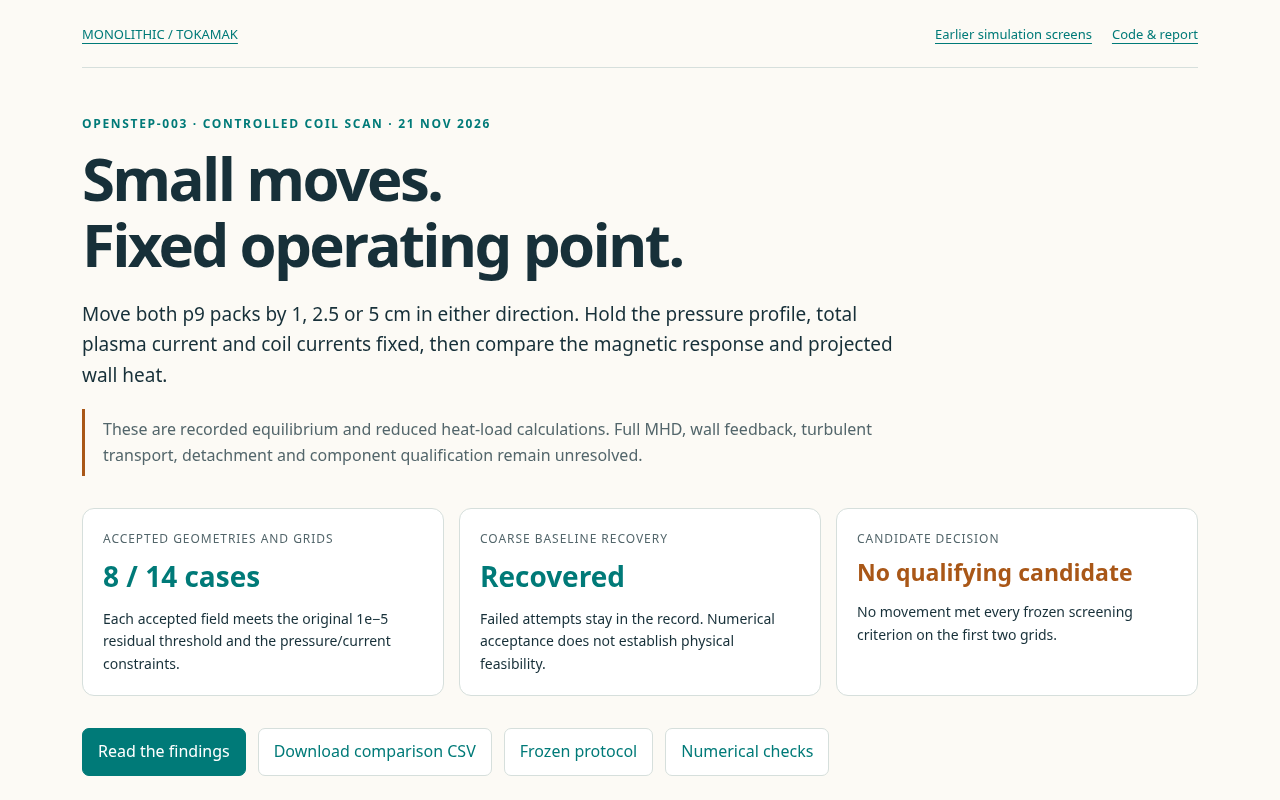 MONOLITHIC / TOKAMAK
Earlier simulation screens
Code & report
OPENSTEP-003 · CONTROLLED COIL SCAN · 21 NOV 2026
Small moves.
Fixed operating point.
Move both p9 packs by 1, 2.5 or 5 cm in either direction. Hold the pressure profile, total
plasma current and coil currents fixed, then compare the magnetic response and projected
wall heat.
These are recorded equilibrium and reduced heat-load calculations. Full MHD, wall feedback, turbulent
transport, detachment and component qualification remain unresolved.
ACCEPTED GEOMETRIES AND GRIDS
8 / 14 cases
Each accepted field meets the original 1e−5
residual threshold and the pressure/current
constraints.
COARSE BASELINE RECOVERY
Recovered
Failed attempts stay in the record. Numerical
acceptance does not establish physical
feasibility.
CANDIDATE DECISION
No qualifying candidate
No movement met every frozen screening
criterion on the first two grids.
Read the findings
Download comparison CSV
Frozen protocol
Numerical checks